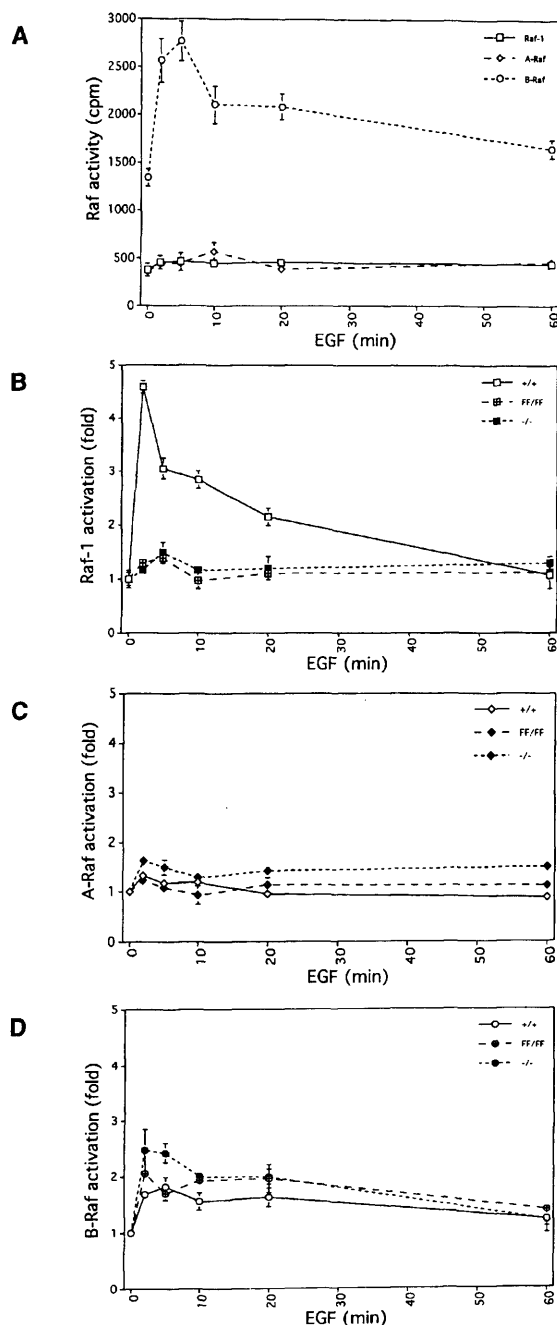 A
Raf activity (cpm)
3000
2500
2000
1500
1000
500
0
Raf-1
A-Raf
B-Raf
0 10 20 30 40 50 60
EGF (min)
B
Raf-1 activation (fold)
5
4
3
2
1
0
+/+
FF/FF
-/-
0 10 20 30 40 50 60
EGF (min)
C
A-Raf activation (fold)
5
4
3
2
1
0
+/+
FF/FF
-/-
0 10 20 30 40 50 60
EGF (min)
D
B-Raf activation (fold)
5
4
3
2
1
0
+/+
FF/FF
-/-
0 10 20 30 40 50 60
EGF (min)